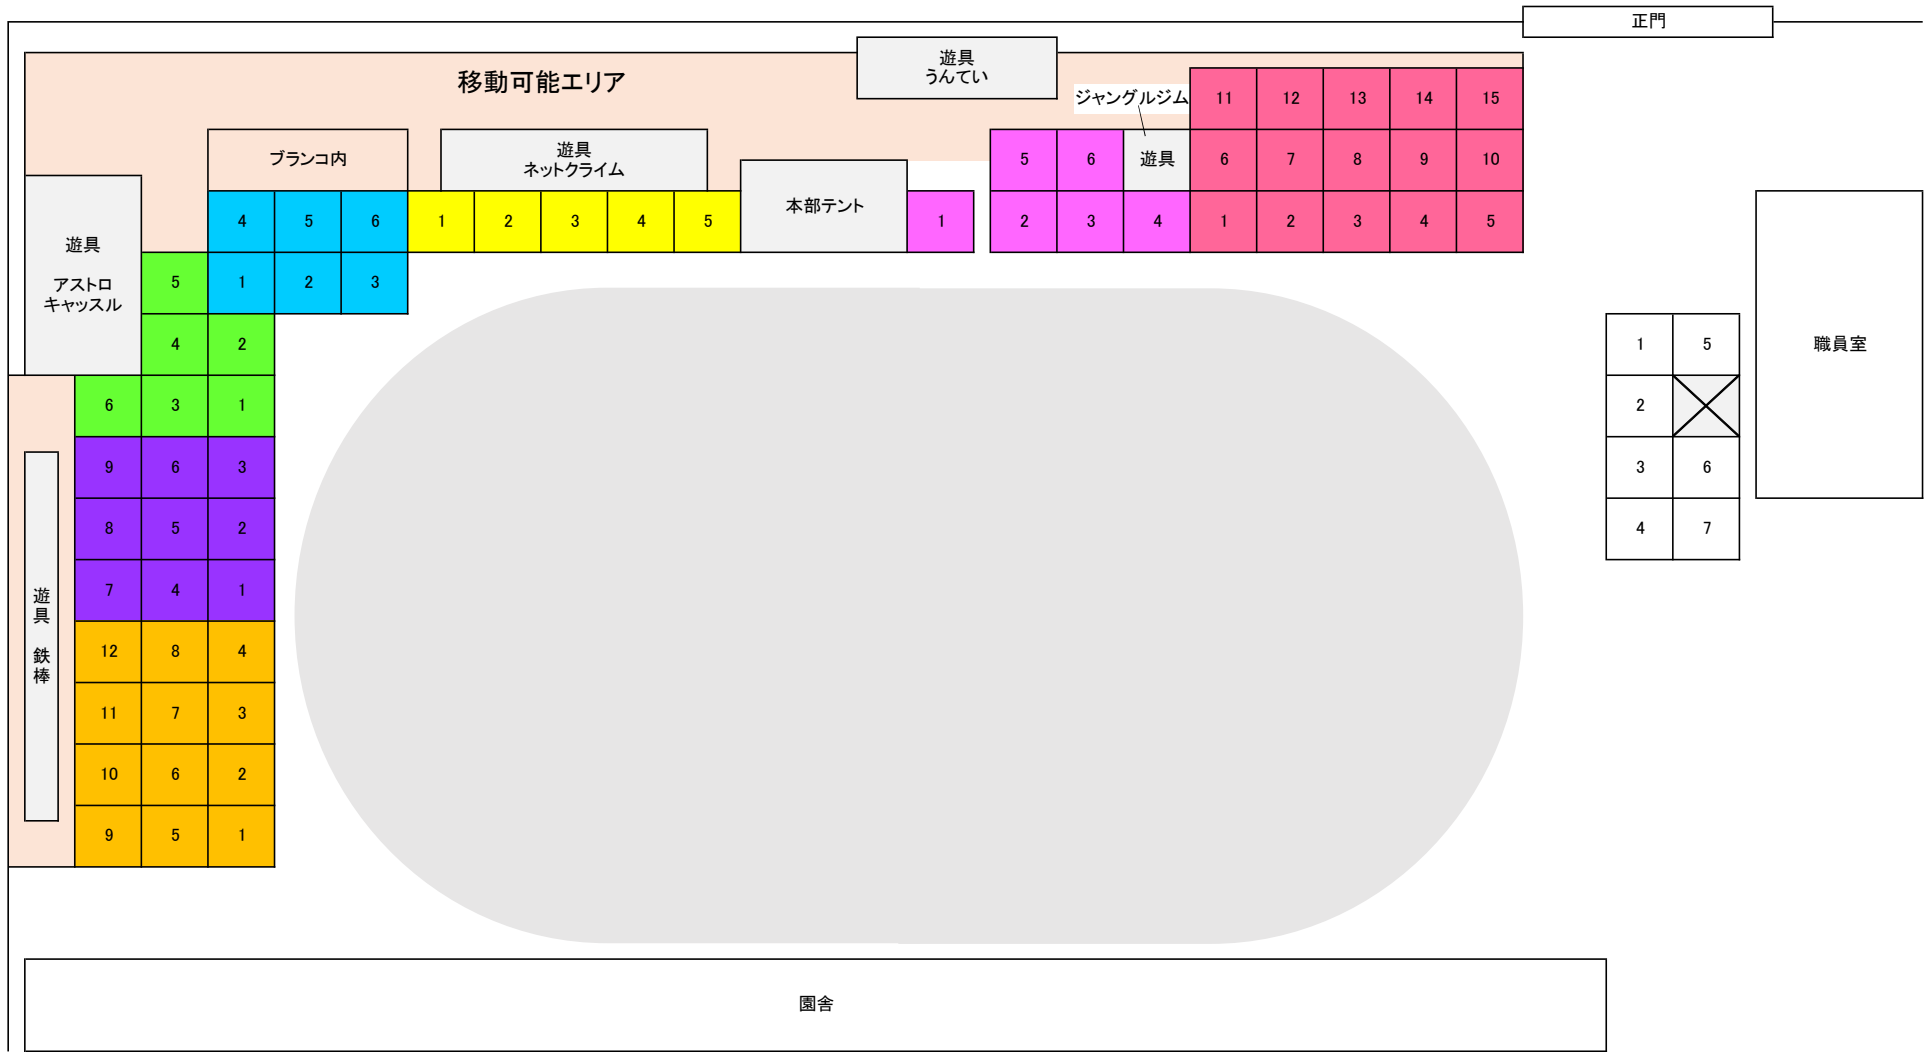 正門
遊具
うんてい
移動可能エリア
ジャングルジム
11 12 13 14 15
ブランコ内
遊具
ネットクライム
5 6 遊具 6 7 8 9 10
本部テント
4 5 6 1 2 3 4 5 1 2 3 4 1 2 3 4 5
遊具
アストロ
キャッスル
5 1 2 3
4 2
1 5
職員室
6 3 1
2
9 6 3
3 6
8 5 2
4 7
7 4 1
遊具 鉄棒
12 8 4
11 7 3
10 6 2
9 5 1
園舎